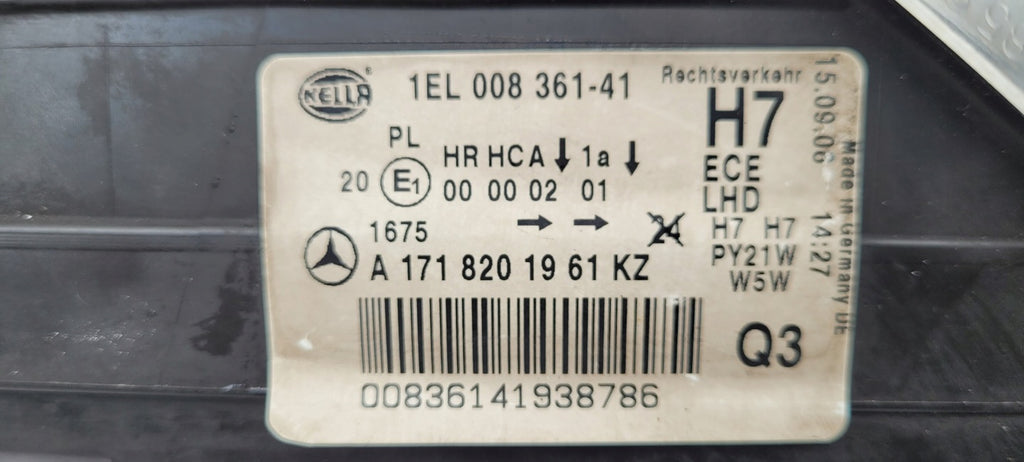 HELLA
1EL 008 361-41
Rechtsverkehr
H7
PL
HR HCA ↓ 1a ↓
ECE
20 E1 00 00 02 01
LHD
→ →
24
H7 H7
1675
PY21W
A 171 820 19 61 KZ
W5W
Q3
00836141938786
15.09.06 14:27
Made in Germany DE